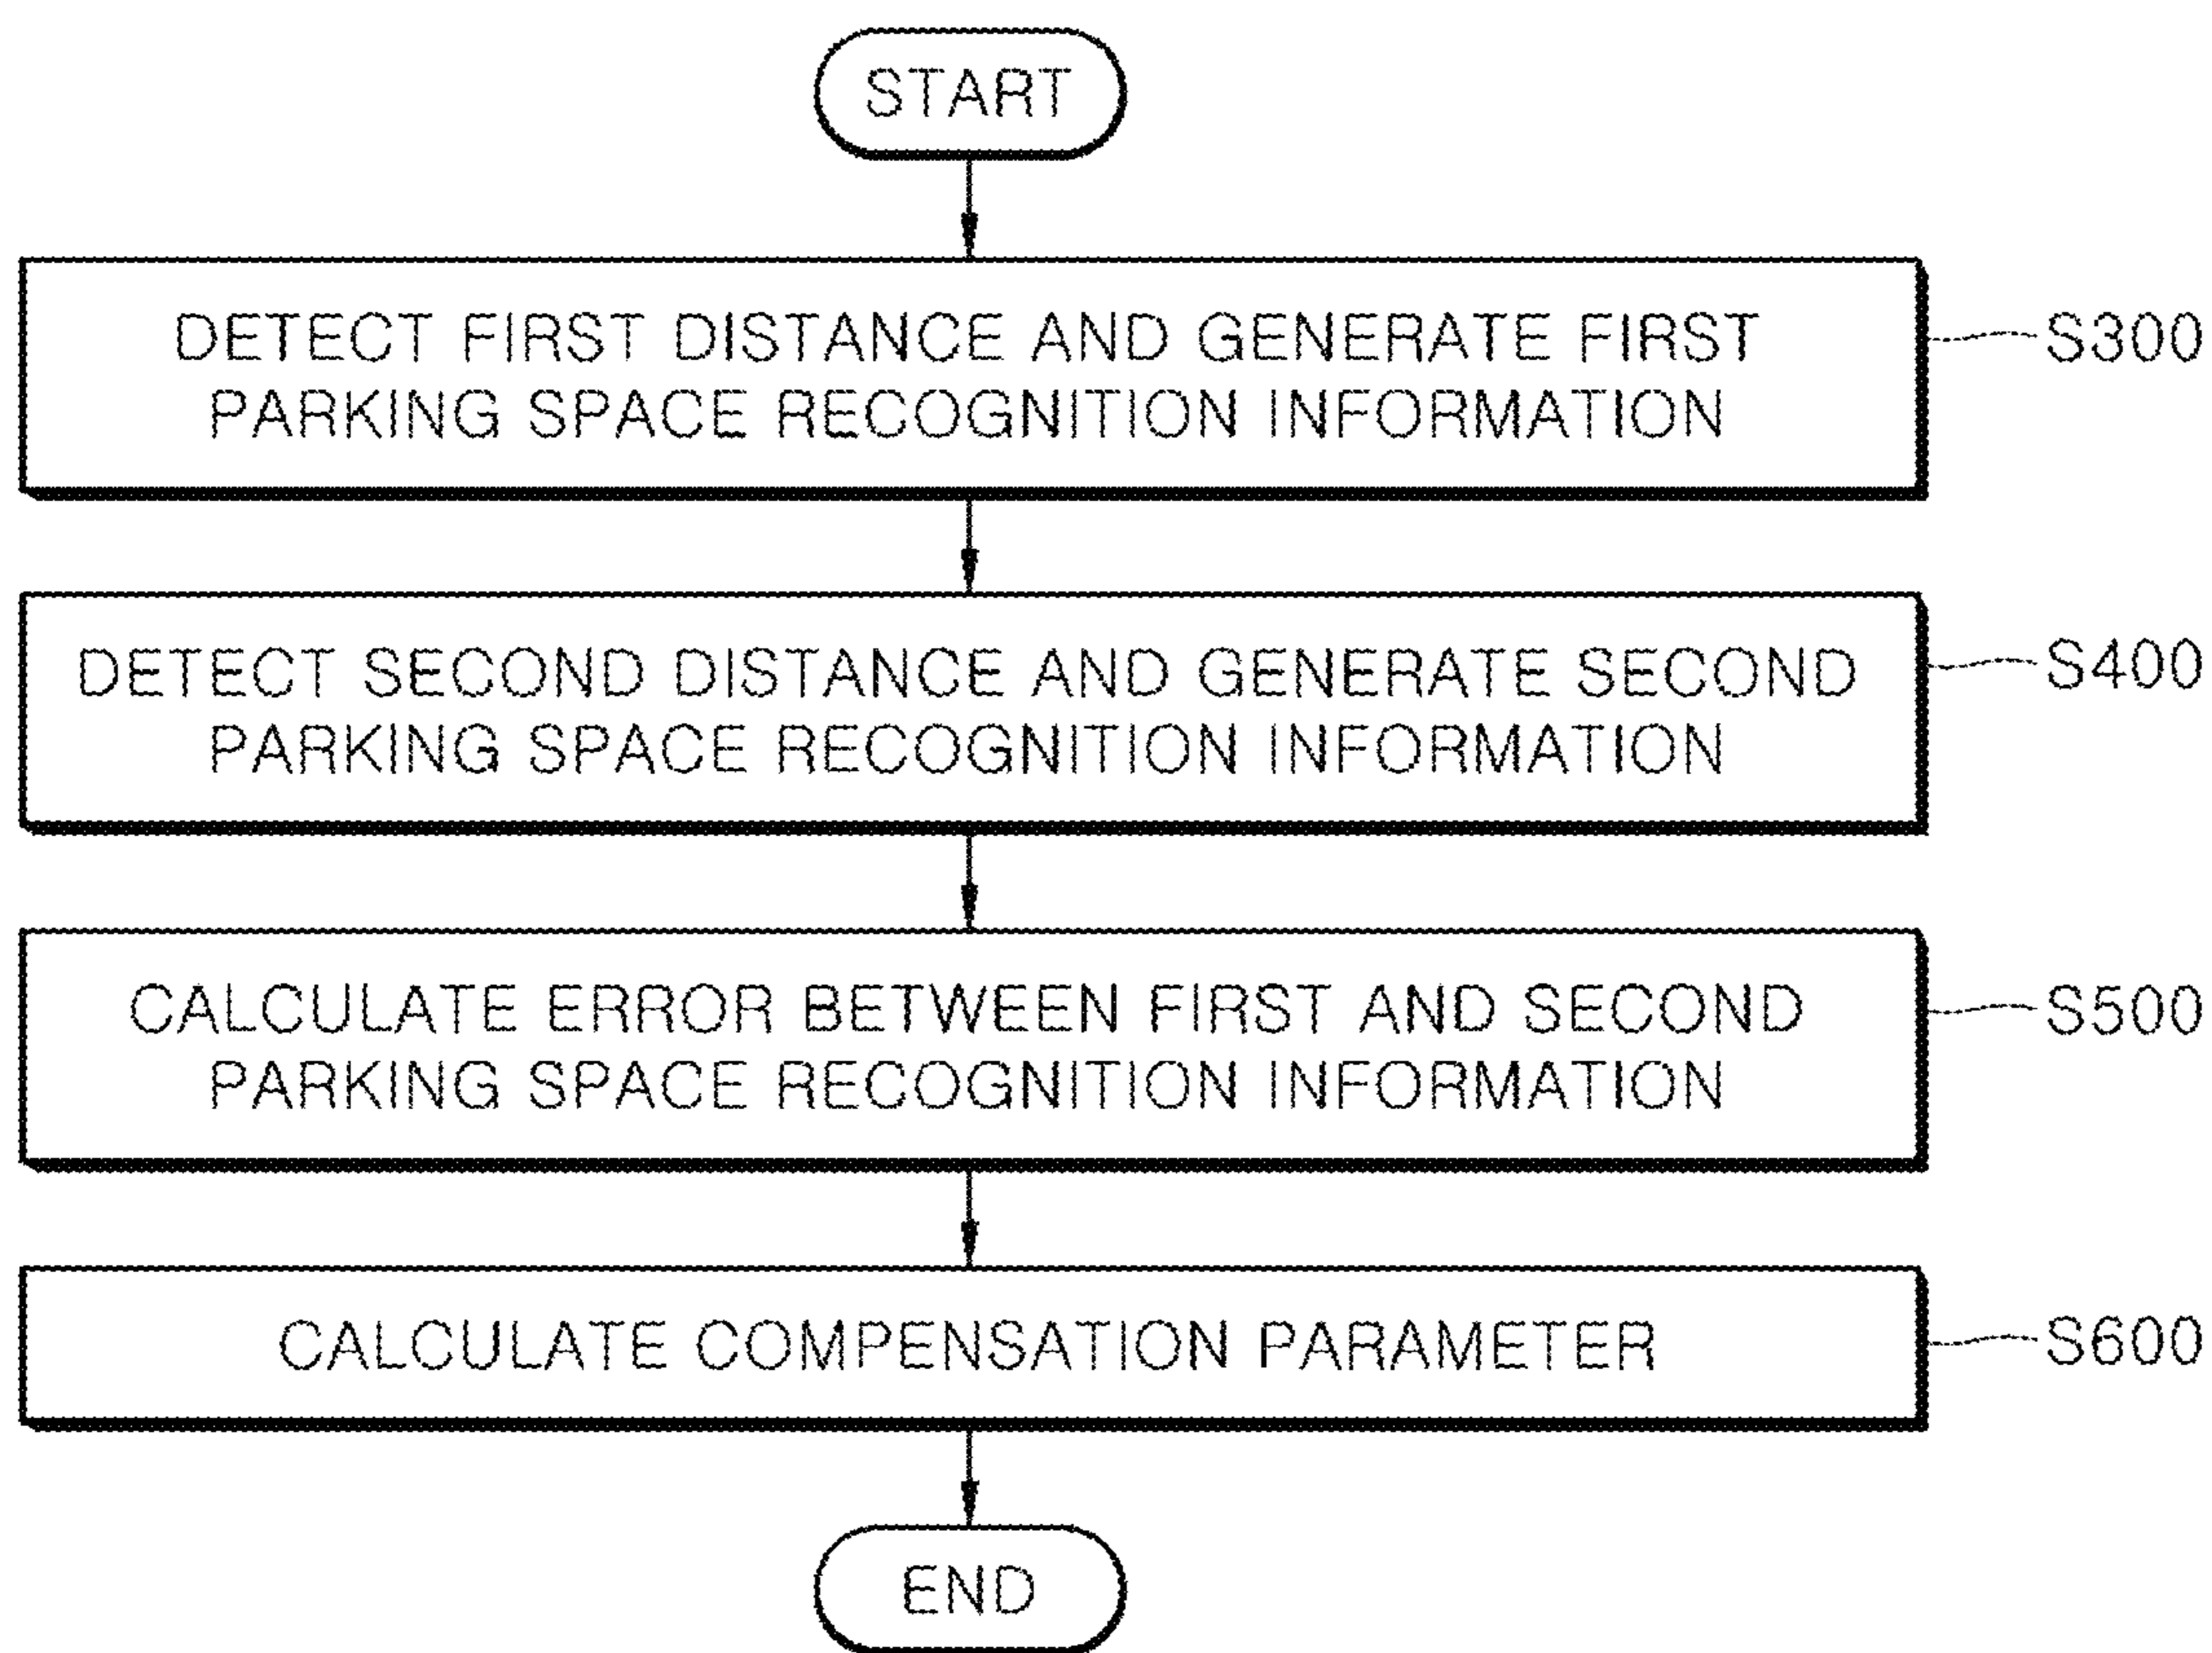 START
DETECT FIRST DISTANCE AND GENERATE FIRST
PARKING SPACE RECOGNITION INFORMATION
S300
DETECT SECOND DISTANCE AND GENERATE SECOND
PARKING SPACE RECOGNITION INFORMATION
S400
CALCULATE ERROR BETWEEN FIRST AND SECOND
PARKING SPACE RECOGNITION INFORMATION
S500
CALCULATE COMPENSATION PARAMETER
S600
END